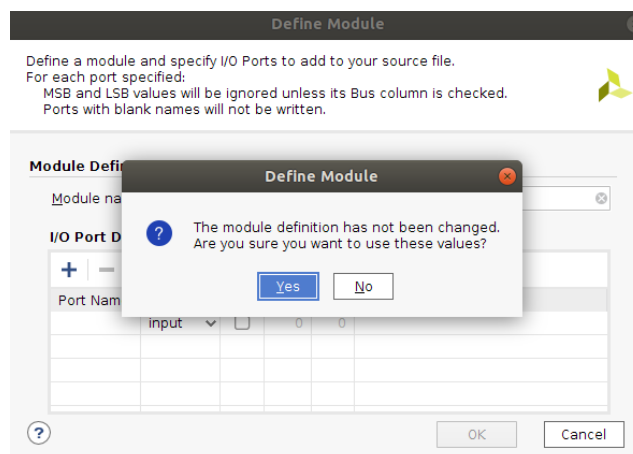 Define Module
Define a module and specify I/O Ports to add to your source file.
For each port specified:
MSB and LSB values will be ignored unless its Bus column is checked.
Ports with blank names will not be written.
Module Defin
Module na
I/O Port D
+ −
Port Nam
input 0 0
Define Module
?
The module definition has not been changed.
Are you sure you want to use these values?
Yes No
? OK Cancel